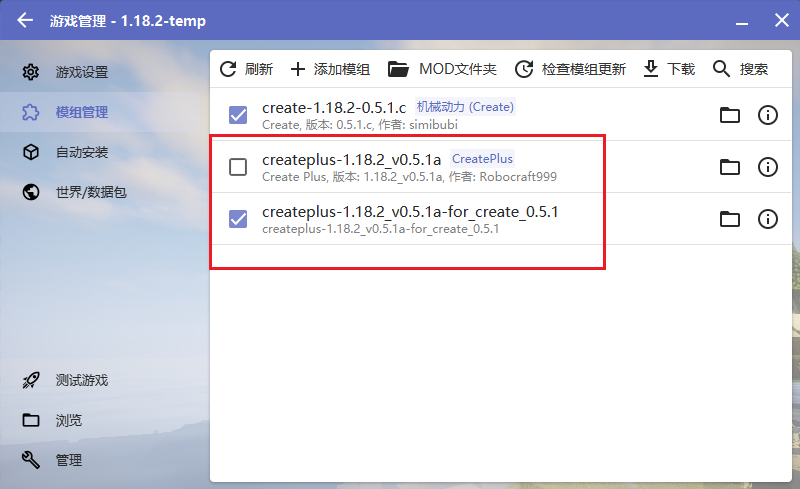 游戏管理 - 1.18.2-temp
游戏设置
模组管理
自动安装
世界/数据包
测试游戏
浏览
管理
刷新 添加模组 MOD文件夹 检查模组更新 下载 搜索
create-1.18.2-0.5.1.c 机械动力 (Create)
Create, 版本: 0.5.1.c, 作者: simibubi
createplus-1.18.2_v0.5.1a CreatePlus
Create Plus, 版本: 1.18.2_v0.5.1a, 作者: Robocraft999
createplus-1.18.2_v0.5.1a-for_create_0.5.1
createplus-1.18.2_v0.5.1a-for_create_0.5.1